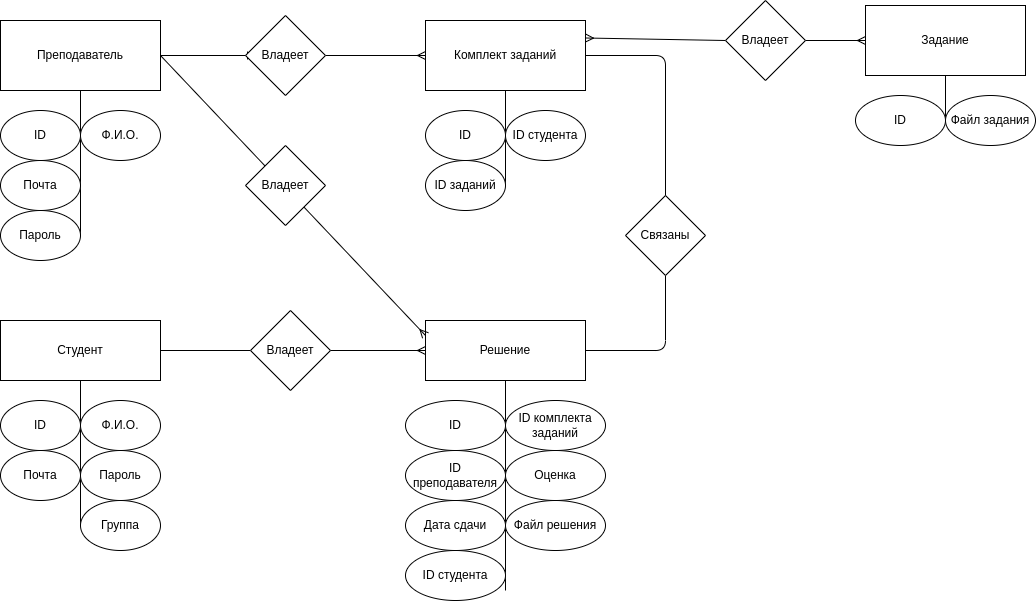 Преподаватель
Владеет
Комплект заданий
Владеет
Задание
ID
Ф.И.О.
Почта
Пароль
Владеет
ID
ID студента
ID заданий
ID
Файл задания
Связаны
Студент
Владеет
Решение
ID
Ф.И.О.
Почта
Пароль
Группа
ID
ID комплекта
заданий
ID
преподавателя
Оценка
Дата сдачи
Файл решения
ID студента